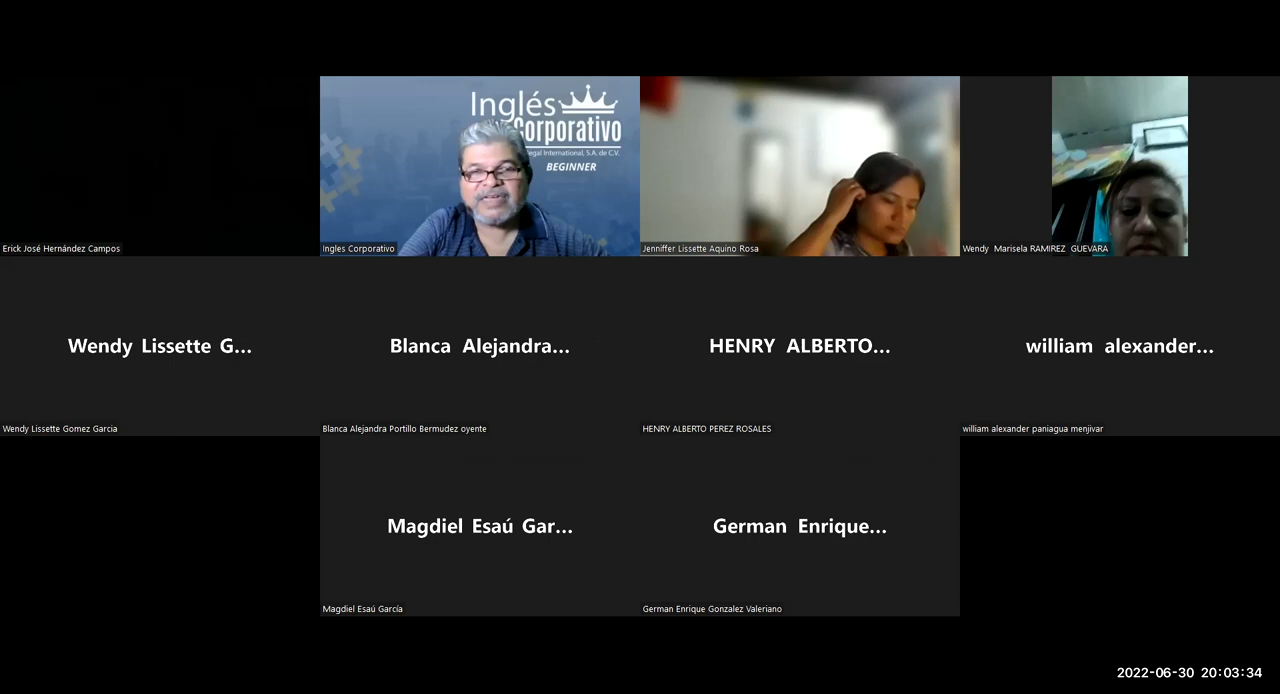 Inglés
Corporativo
legal International, S.A. de C.V.
BEGINNER
Erick José Hernández Campos
Ingles Corporativo
Jenniffer Lissette Aquino Rosa
Wendy Marisela RAMIREZ GUEVARA
Wendy Lissette G...
Blanca Alejandra...
HENRY ALBERTO...
william alexander...
Wendy Lissette Gomez Garcia
Blanca Alejandra Portillo Bermudez oyente
HENRY ALBERTO PEREZ ROSALES
william alexander paniagua menjivar
Magdiel Esaú Gar...
German Enrique...
Magdiel Esaú García
German Enrique Gonzalez Valeriano
2022-06-30 20:03:34